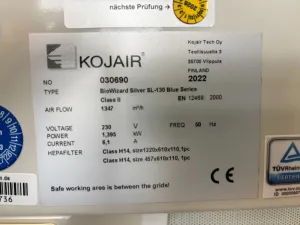 nächste Prüfung
KOJAIR
Kojair Tech Oy
Teollisuustie 3
35700 Vilppula
FINLAND
NO 030690 2022
TYPE BioWizard Silver SL-130 Blue Series
Class II EN 12469: 2000
AIR FLOW 1347 m³/h
VOLTAGE 230 V FREQ 50 Hz
POWER 1,395 kW
CURRENT 6,1 A
HEPAFILTER Class H14, size1220x610x110, 1pc
Class H14, size 457x610x110, 1pc
Safe working area is between the grids!
CE
TÜVRheinl
736